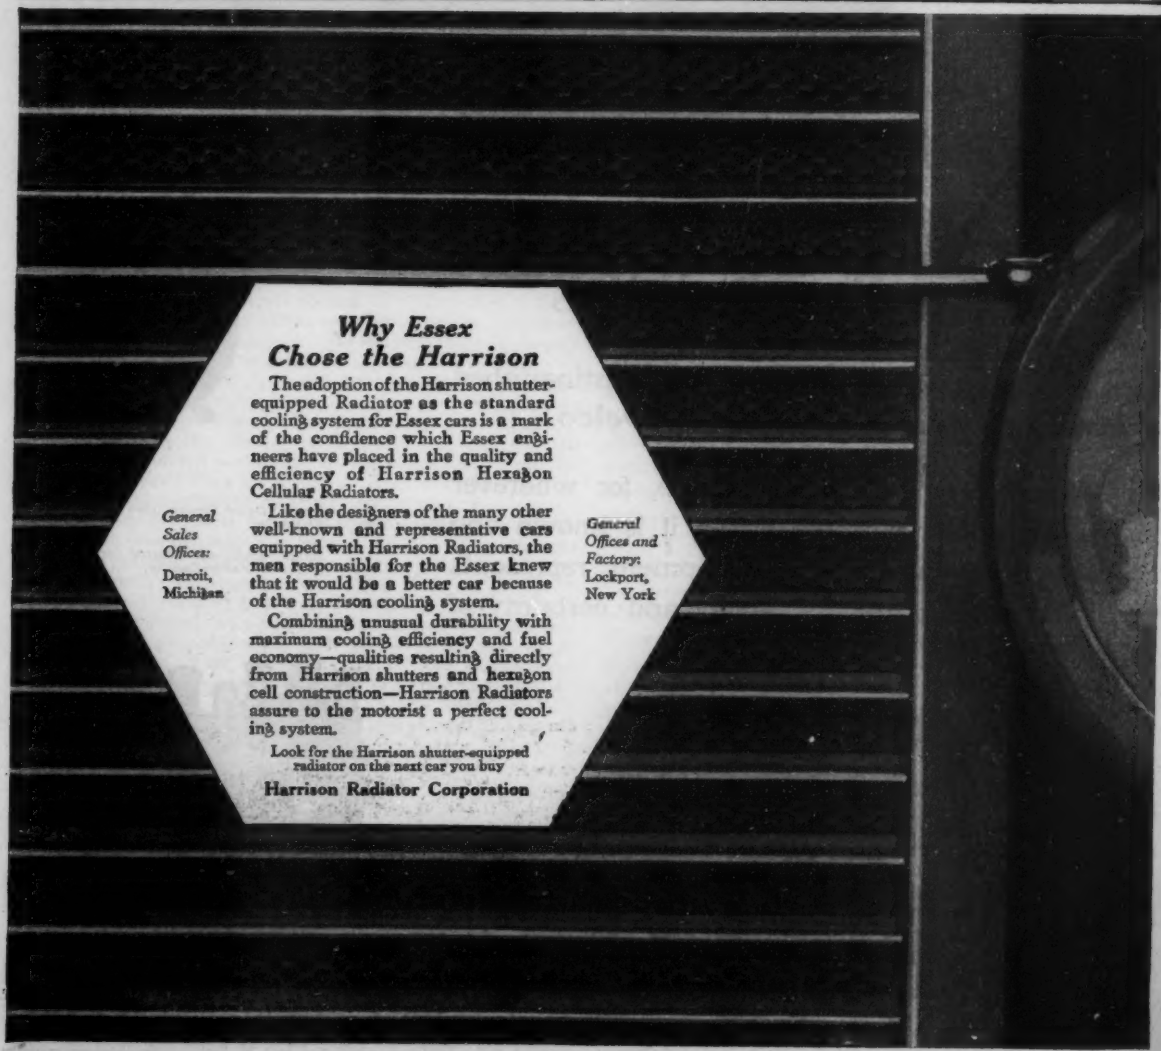 Why Essex
Chose the Harrison
The adoption of the Harrison shutter-
equipped Radiator as the standard
cooling system for Essex cars is a mark
of the confidence which Essex engi-
neers have placed in the quality and
efficiency of Harrison Hexagon
Cellular Radiators.
Like the designers of the many other
well-known and representative cars
equipped with Harrison Radiators, the
men responsible for the Essex knew
that it would be a better car because
of the Harrison cooling system.
Combining unusual durability with
maximum cooling efficiency and fuel
economy—qualities resulting directly
from Harrison shutters and hexagon
cell construction—Harrison Radiators
assure to the motorist a perfect cool-
ing system.
Look for the Harrison shutter-equipped
radiator on the next car you buy
Harrison Radiator Corporation
General
Sales
Offices:
Detroit,
Michigan
General
Offices and
Factory:
Lockport,
New York